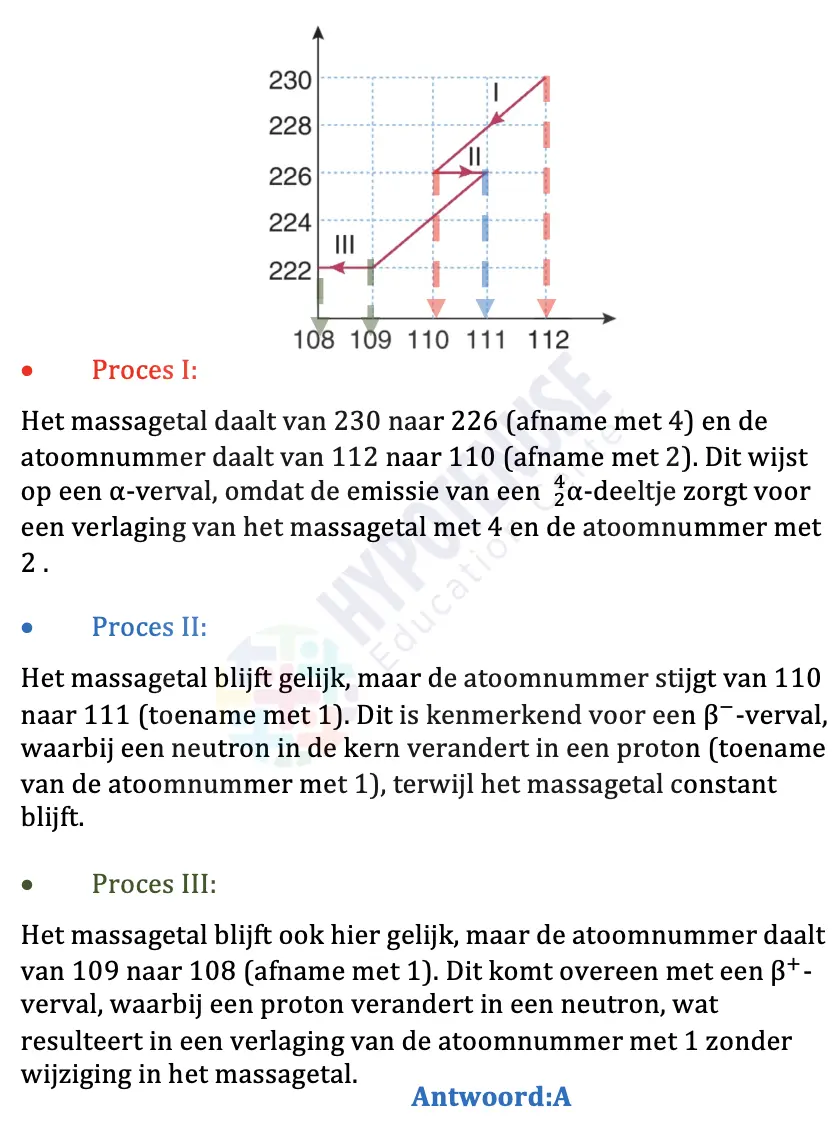 230
228
226
224
222
I
II
III
108 109 110 111 112
• Proces I:
Het massagetal daalt van 230 naar 226 (afname met 4) en de
atoomnummer daalt van 112 naar 110 (afname met 2). Dit wijst
op een α-verval, omdat de emissie van een ⁴₂α-deeltje zorgt voor
een verlaging van het massagetal met 4 en de atoomnummer met
2 .
• Proces II:
Het massagetal blijft gelijk, maar de atoomnummer stijgt van 110
naar 111 (toename met 1). Dit is kenmerkend voor een β⁻-verval,
waarbij een neutron in de kern verandert in een proton (toename
van de atoomnummer met 1), terwijl het massagetal constant
blijft.
• Proces III:
Het massagetal blijft ook hier gelijk, maar de atoomnummer daalt
van 109 naar 108 (afname met 1). Dit komt overeen met een β⁺-
verval, waarbij een proton verandert in een neutron, wat
resulteert in een verlaging van de atoomnummer met 1 zonder
wijziging in het massagetal.
Antwoord:A
HYPOTENUSE
Education Center